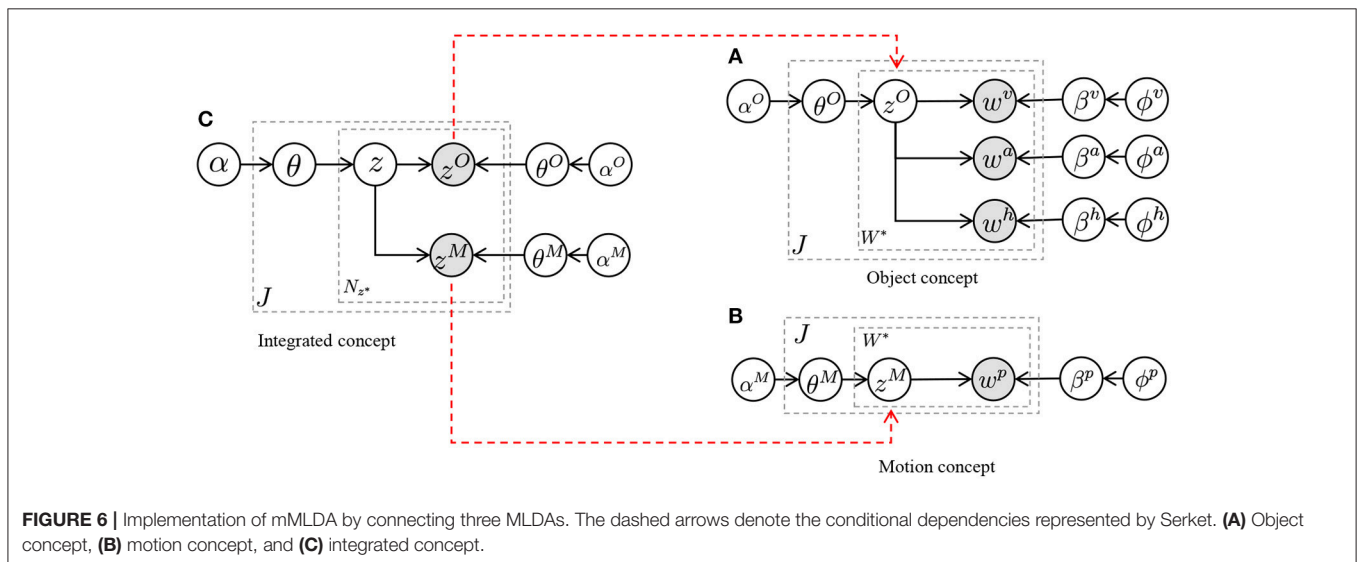 C
α θ z z^O θ^O α^O
z^M θ^M α^M
N_{z*}
J
Integrated concept
A
α^O θ^O z^O w^v β^v ϕ^v
w^a β^a ϕ^a
w^h β^h ϕ^h
W*
J
Object concept
B
J W*
α^M θ^M z^M w^p β^p ϕ^p
Motion concept
FIGURE 6 | Implementation of mMLDA by connecting three MLDAs. The dashed arrows denote the conditional dependencies represented by Serket. (A) Object
concept, (B) motion concept, and (C) integrated concept.